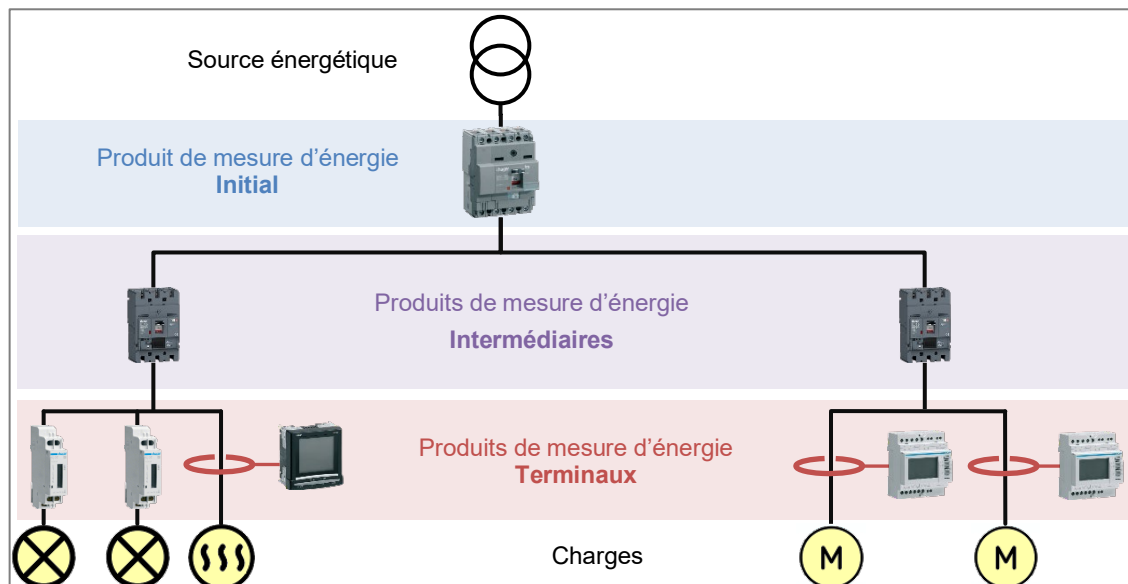 Source énergétique
Produit de mesure d’énergie
Initial
Produits de mesure d’énergie
Intermédiaires
Produits de mesure d’énergie
Terminaux
M
M
Charges